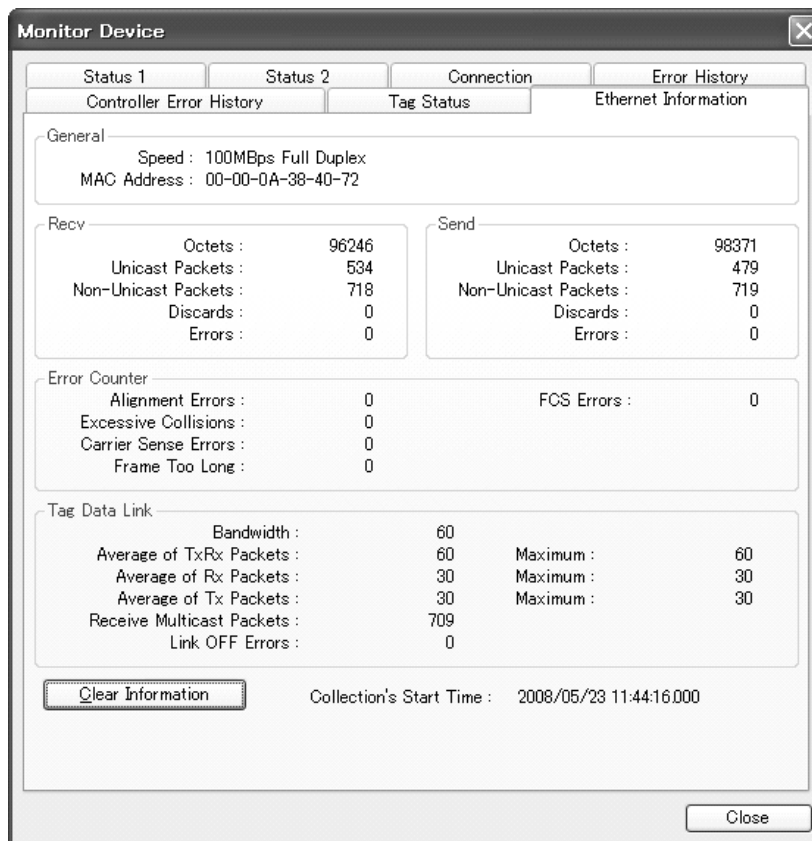 Monitor Device
Status 1 Status 2 Connection Error History
Controller Error History Tag Status Ethernet Information
General
Speed : 100MBps Full Duplex
MAC Address : 00-00-0A-38-40-72
Recv Send
Octets : 96246 Octets : 98371
Unicast Packets : 534 Unicast Packets : 479
Non-Unicast Packets : 718 Non-Unicast Packets : 719
Discards : 0 Discards : 0
Errors : 0 Errors : 0
Error Counter
Alignment Errors : 0 FCS Errors : 0
Excessive Collisions : 0
Carrier Sense Errors : 0
Frame Too Long : 0
Tag Data Link
Bandwidth : 60
Average of TxRx Packets : 60 Maximum : 60
Average of Rx Packets : 30 Maximum : 30
Average of Tx Packets : 30 Maximum : 30
Receive Multicast Packets : 709
Link OFF Errors : 0
Clear Information Collection's Start Time : 2008/05/23 11:44:16.000
Close